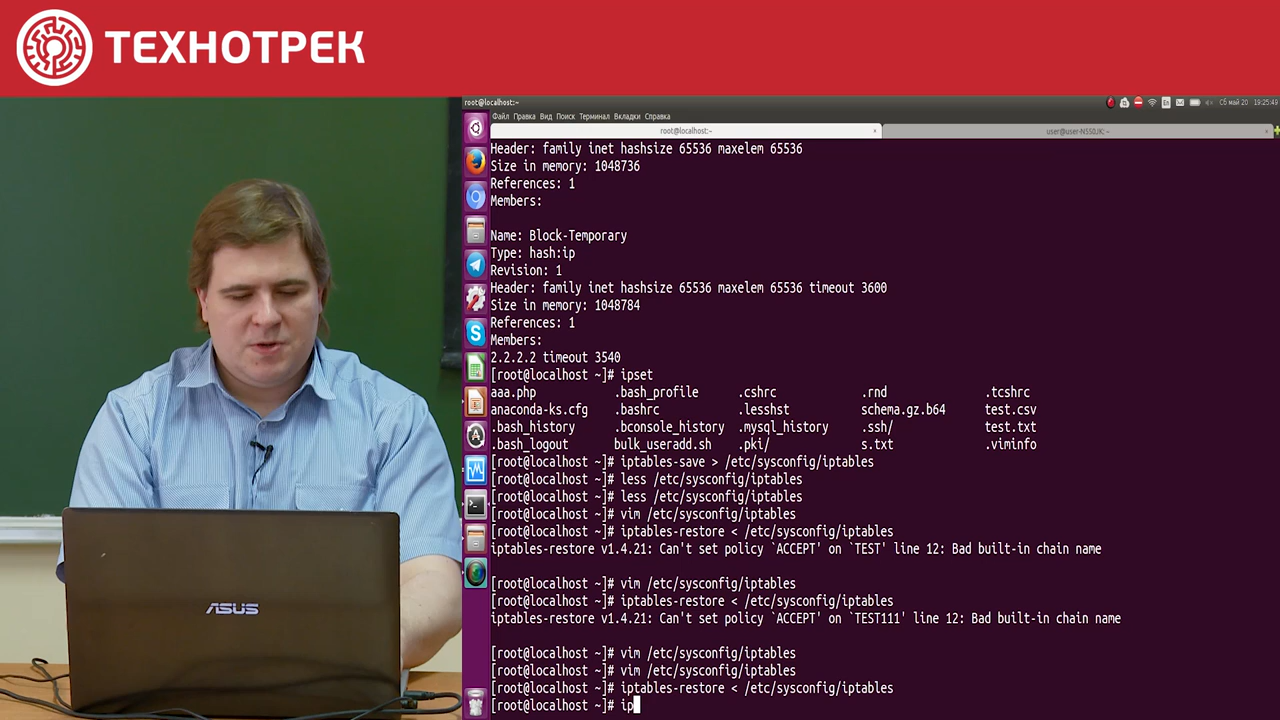 ТЕХНОТРЕК
root@localhost:~
Сб май 20 19:25:49
Файл Правка Вид Поиск Терминал Вкладки Справка
root@localhost:~ ×
user@user-N550JK: ~ ×
Header: family inet hashsize 65536 maxelem 65536
Size in memory: 1048736
References: 1
Members:
Name: Block-Temporary
Type: hash:ip
Revision: 1
Header: family inet hashsize 65536 maxelem 65536 timeout 3600
Size in memory: 1048784
References: 1
Members:
2.2.2.2 timeout 3540
[root@localhost ~]# ipset
aaa.php .bash_profile .cshrc .rnd .tcshrc
anaconda-ks.cfg .bashrc .lesshst schema.gz.b64 test.csv
.bash_history .bconsole_history .mysql_history .ssh/ test.txt
.bash_logout bulk_useradd.sh .pki/ s.txt .viminfo
[root@localhost ~]# iptables-save > /etc/sysconfig/iptables
[root@localhost ~]# less /etc/sysconfig/iptables
[root@localhost ~]# less /etc/sysconfig/iptables
[root@localhost ~]# vim /etc/sysconfig/iptables
[root@localhost ~]# iptables-restore < /etc/sysconfig/iptables
iptables-restore v1.4.21: Can't set policy `ACCEPT' on `TEST' line 12: Bad built-in chain name
[root@localhost ~]# vim /etc/sysconfig/iptables
[root@localhost ~]# iptables-restore < /etc/sysconfig/iptables
iptables-restore v1.4.21: Can't set policy `ACCEPT' on `TEST111' line 12: Bad built-in chain name
[root@localhost ~]# vim /etc/sysconfig/iptables
[root@localhost ~]# vim /etc/sysconfig/iptables
[root@localhost ~]# iptables-restore < /etc/sysconfig/iptables
[root@localhost ~]# ip
ASUS